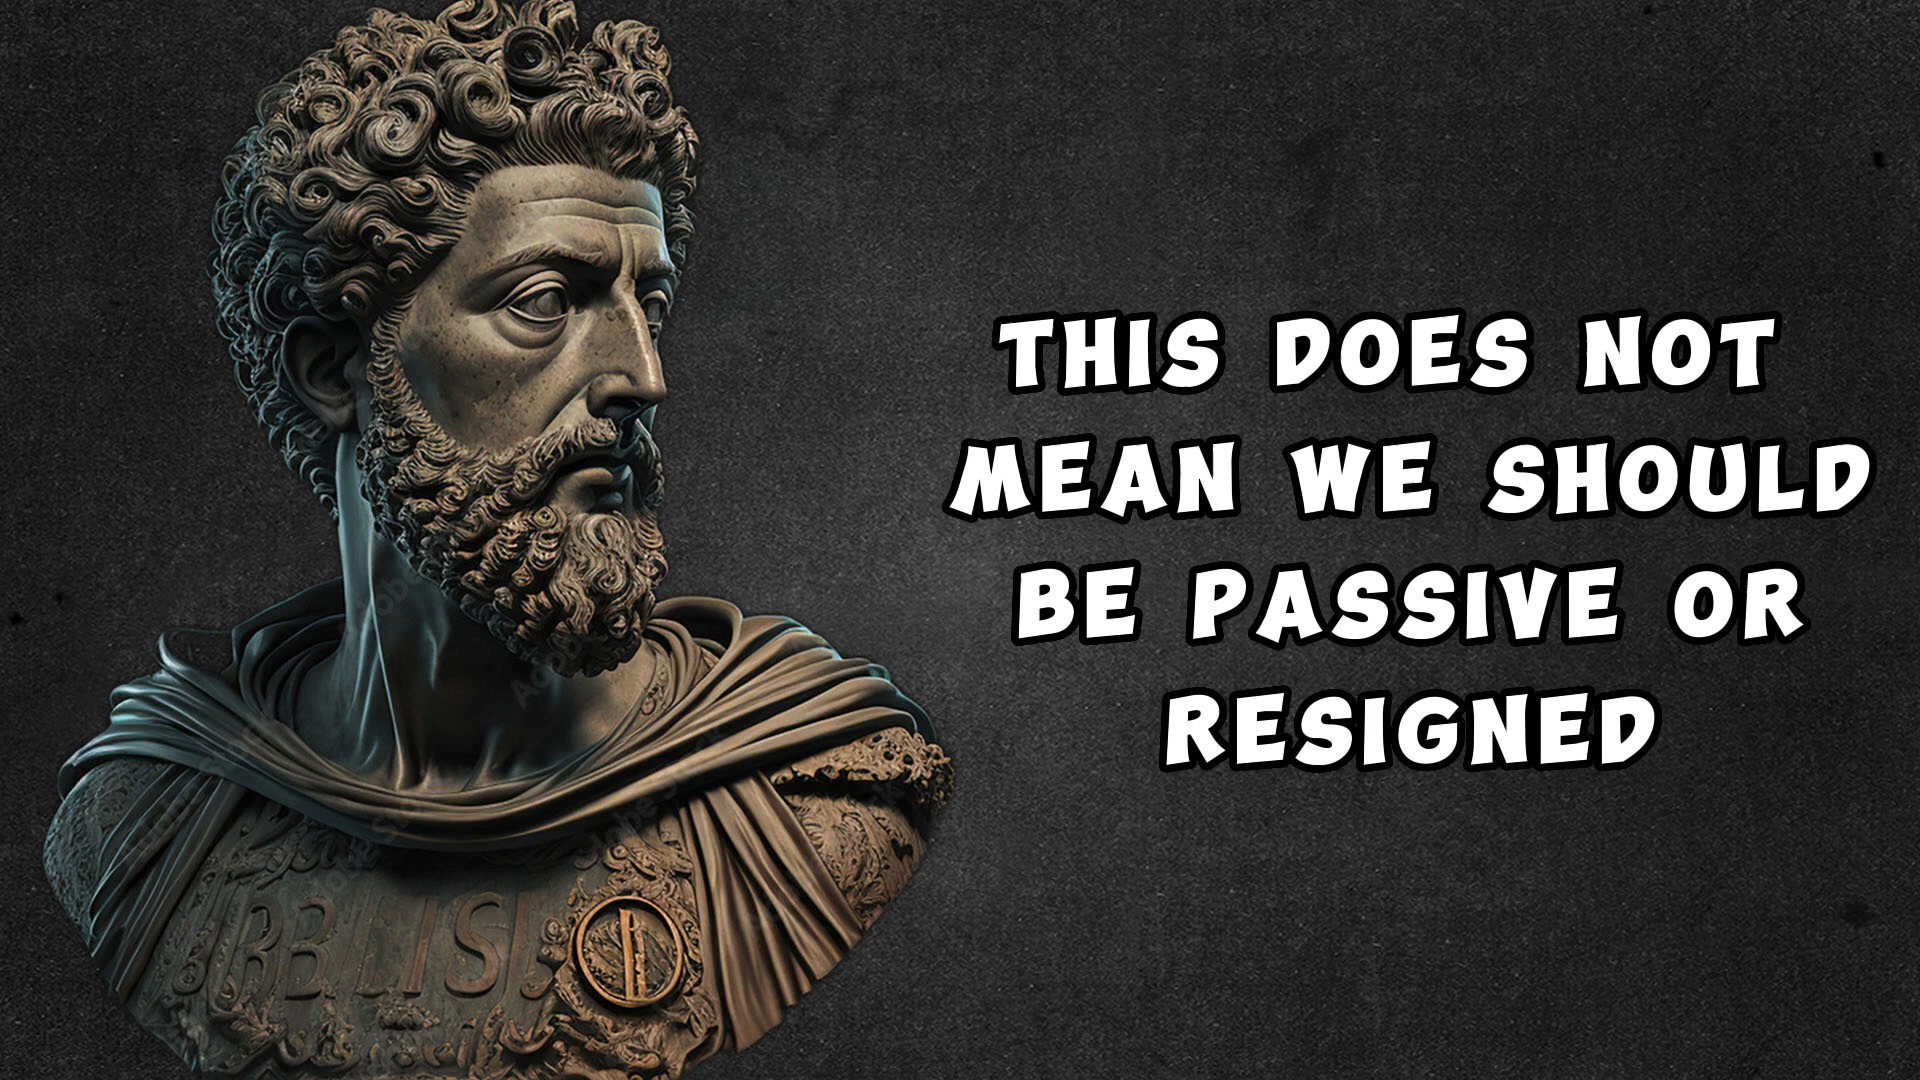 THIS DOES NOT
MEAN WE SHOULD
BE PASSIVE OR
RESIGNED